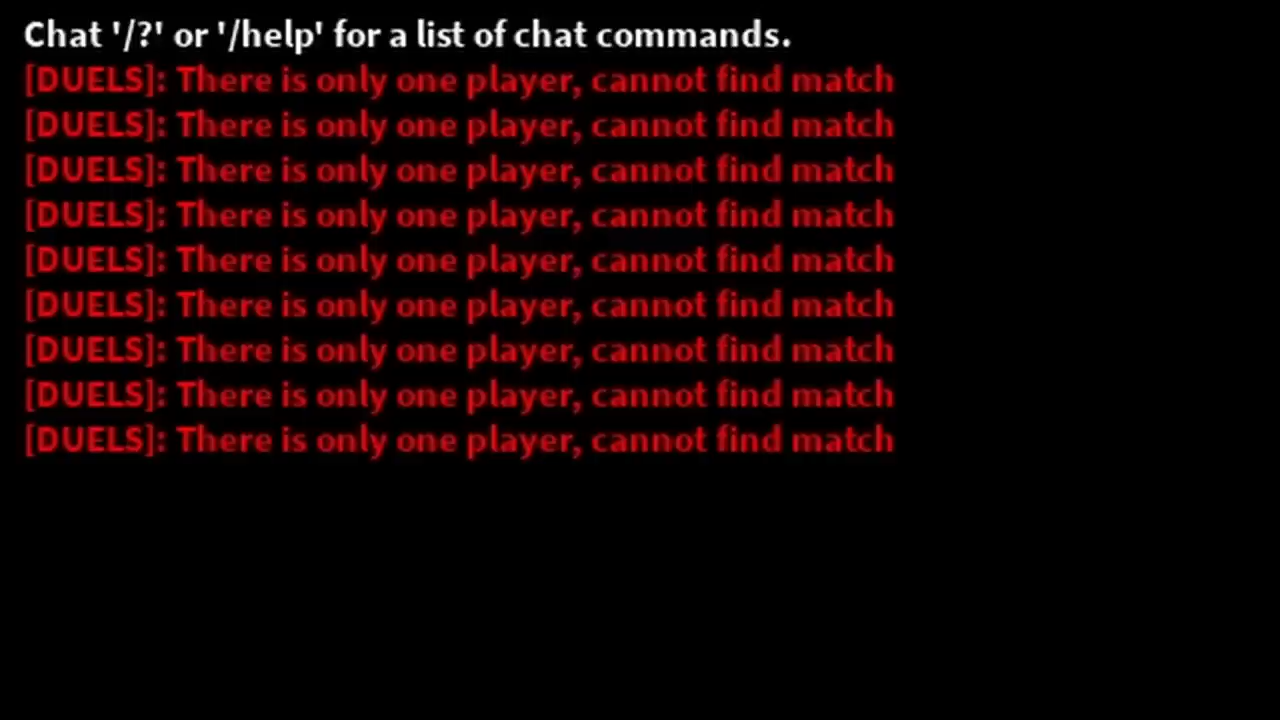 Chat '/?' or '/help' for a list of chat commands.
[DUELS]: There is only one player, cannot find match
[DUELS]: There is only one player, cannot find match
[DUELS]: There is only one player, cannot find match
[DUELS]: There is only one player, cannot find match
[DUELS]: There is only one player, cannot find match
[DUELS]: There is only one player, cannot find match
[DUELS]: There is only one player, cannot find match
[DUELS]: There is only one player, cannot find match
[DUELS]: There is only one player, cannot find match